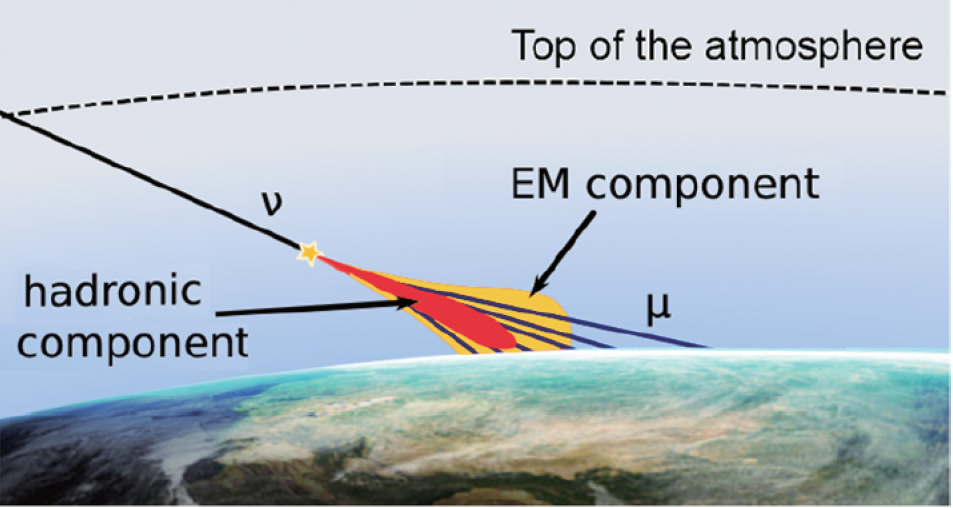 Top of the atmosphere
EM component
ν
hadronic
component
μ